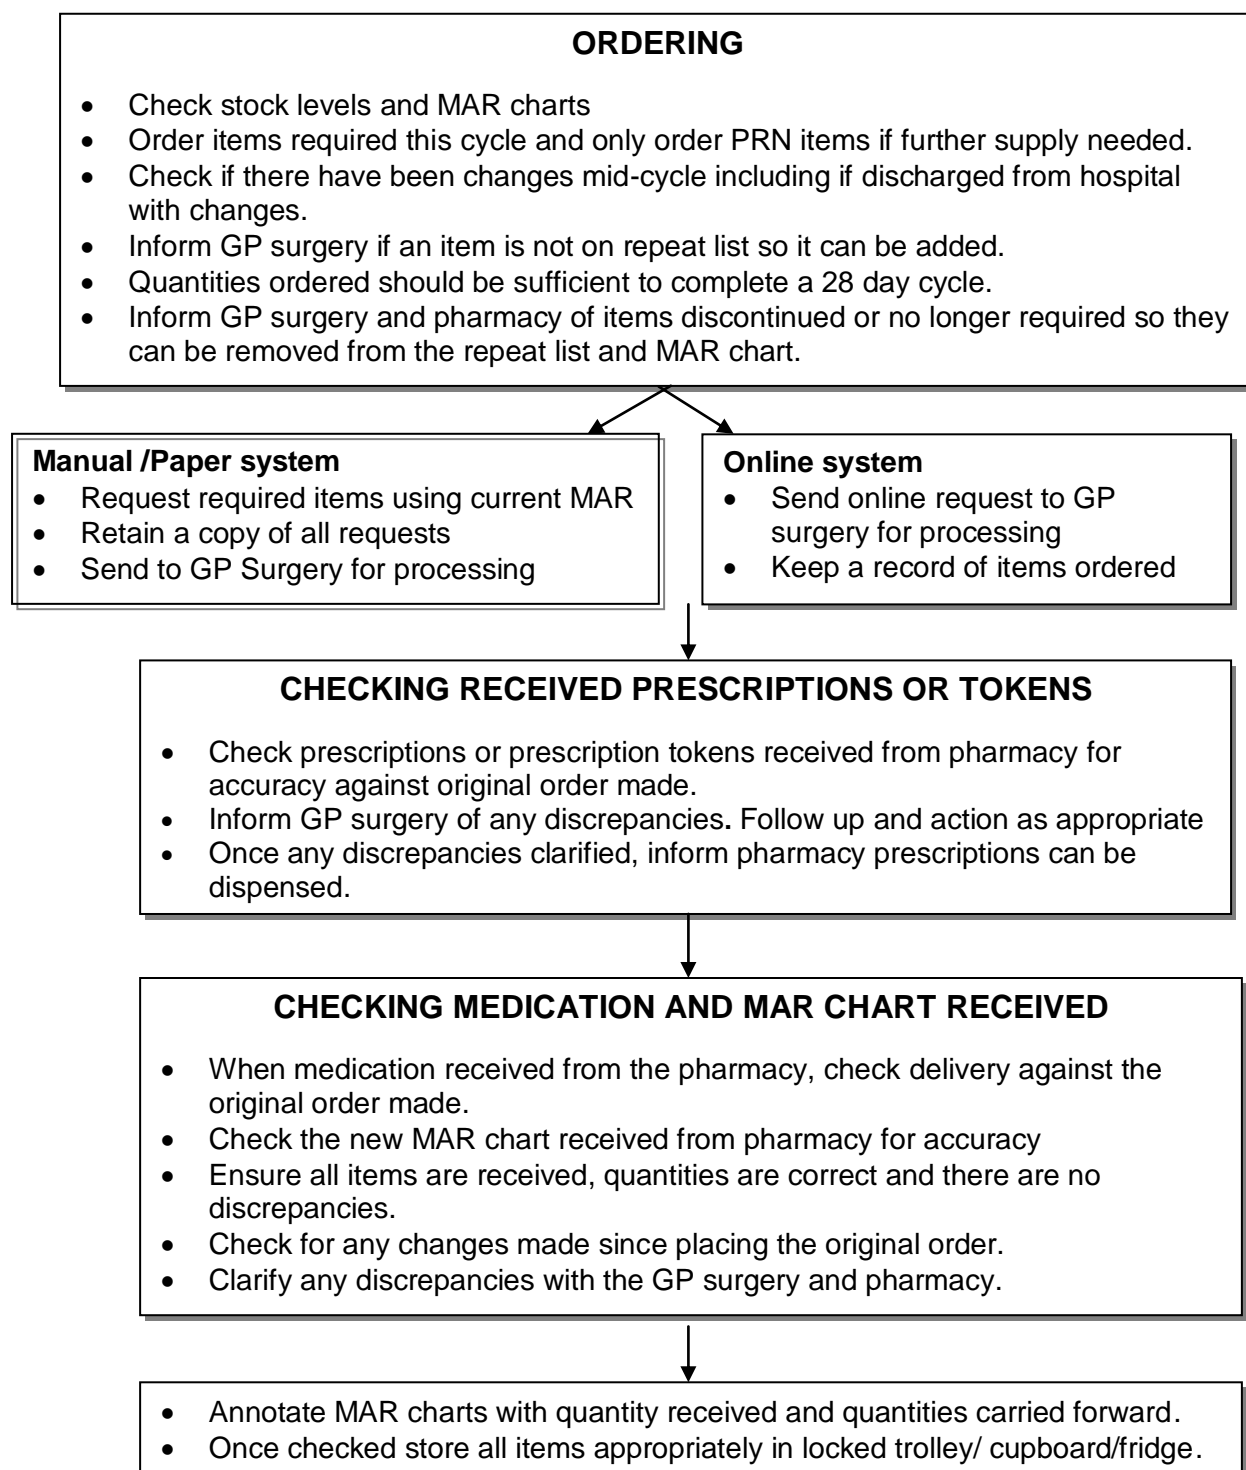 ORDERING
• Check stock levels and MAR charts
• Order items required this cycle and only order PRN items if further supply needed.
• Check if there have been changes mid-cycle including if discharged from hospital
with changes.
• Inform GP surgery if an item is not on repeat list so it can be added.
• Quantities ordered should be sufficient to complete a 28 day cycle.
• Inform GP surgery and pharmacy of items discontinued or no longer required so they
can be removed from the repeat list and MAR chart.
Manual /Paper system
• Request required items using current MAR
• Retain a copy of all requests
• Send to GP Surgery for processing
Online system
• Send online request to GP
surgery for processing
• Keep a record of items ordered
CHECKING RECEIVED PRESCRIPTIONS OR TOKENS
• Check prescriptions or prescription tokens received from pharmacy for
accuracy against original order made.
• Inform GP surgery of any discrepancies. Follow up and action as appropriate
• Once any discrepancies clarified, inform pharmacy prescriptions can be
dispensed.
CHECKING MEDICATION AND MAR CHART RECEIVED
• When medication received from the pharmacy, check delivery against the
original order made.
• Check the new MAR chart received from pharmacy for accuracy
• Ensure all items are received, quantities are correct and there are no
discrepancies.
• Check for any changes made since placing the original order.
• Clarify any discrepancies with the GP surgery and pharmacy.
• Annotate MAR charts with quantity received and quantities carried forward.
• Once checked store all items appropriately in locked trolley/ cupboard/fridge.